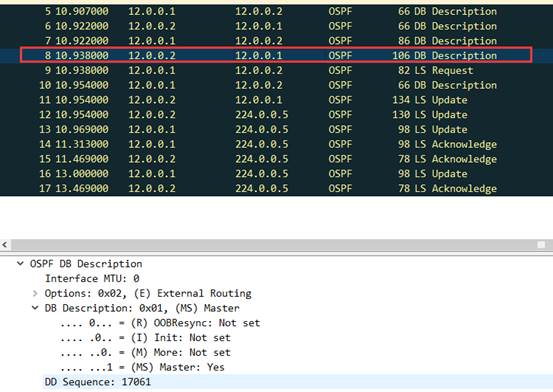 5 10.907000 12.0.0.1 12.0.0.2 OSPF 66 DB Description
6 10.922000 12.0.0.2 12.0.0.1 OSPF 66 DB Description
7 10.922000 12.0.0.1 12.0.0.2 OSPF 86 DB Description
8 10.938000 12.0.0.2 12.0.0.1 OSPF 106 DB Description
9 10.938000 12.0.0.1 12.0.0.2 OSPF 82 LS Request
10 10.954000 12.0.0.1 12.0.0.2 OSPF 66 DB Description
11 10.954000 12.0.0.2 12.0.0.1 OSPF 134 LS Update
12 10.954000 12.0.0.2 224.0.0.5 OSPF 130 LS Update
13 10.969000 12.0.0.1 224.0.0.5 OSPF 98 LS Update
14 11.313000 12.0.0.1 224.0.0.5 OSPF 98 LS Acknowledge
15 11.469000 12.0.0.2 224.0.0.5 OSPF 78 LS Acknowledge
16 13.000000 12.0.0.1 224.0.0.5 OSPF 98 LS Update
17 13.469000 12.0.0.2 224.0.0.5 OSPF 78 LS Acknowledge
OSPF DB Description
Interface MTU: 0
Options: 0x02, (E) External Routing
DB Description: 0x01, (MS) Master
.... 0... = (R) OOBResync: Not set
.... .0.. = (I) Init: Not set
.... ..0. = (M) More: Not set
.... ...1 = (MS) Master: Yes
DD Sequence: 17061